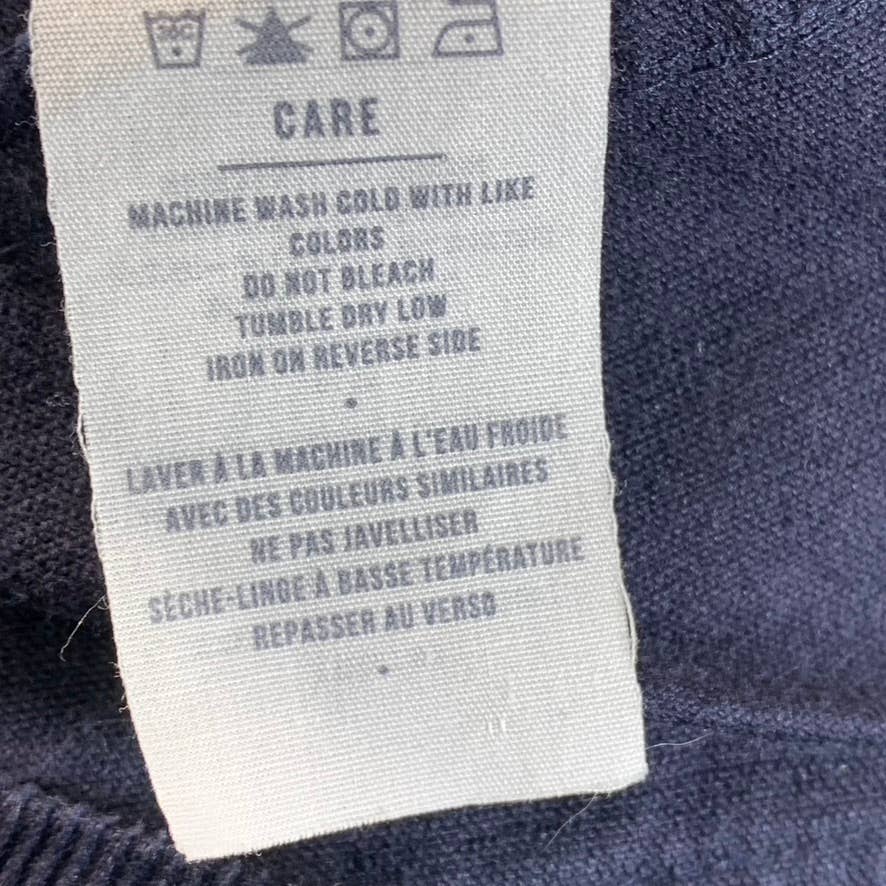 30C
CARE
MACHINE WASH COLD WITH LIKE
COLORS
DO NOT BLEACH
TUMBLE DRY LOW
IRON ON REVERSE SIDE
LAVER À LA MACHINE À L'EAU FROIDE
AVEC DES COULEURS SIMILAIRES
NE PAS JAVELLISER
SÈCHE-LINGE À BASSE TEMPÉRATURE
REPASSER AU VERSO